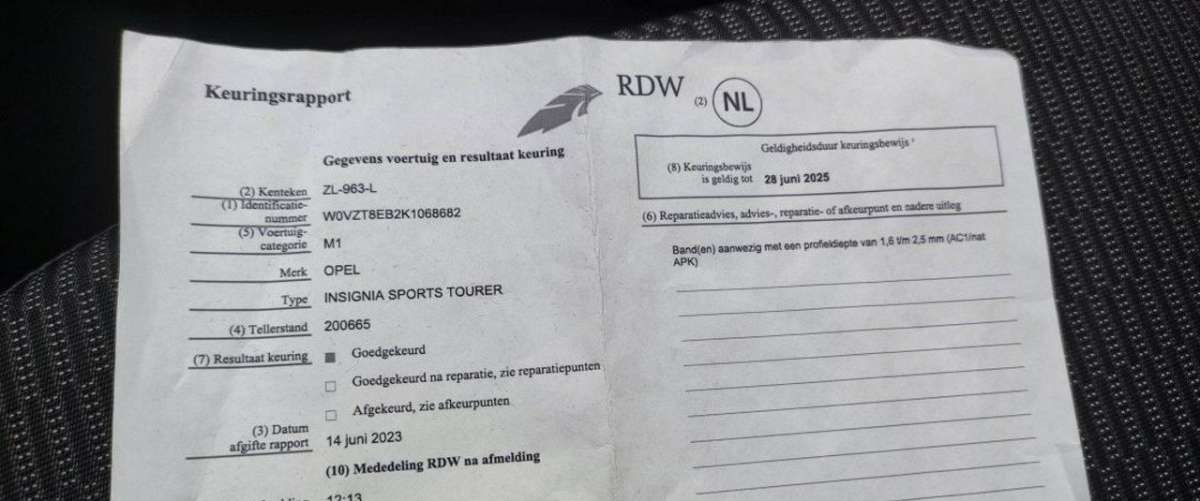 Keuringsrapport
RDW (2) NL
Gegevens voertuig en resultaat keuring
(2) Kenteken ZL-963-L
(1) Identificatie-
nummer W0VZT8EB2K1068682
(5) Voertuig-
categorie M1
Merk OPEL
Type INSIGNIA SPORTS TOURER
(4) Tellerstand 200665
(7) Resultaat keuring Goedgekeurd
Goedgekeurd na reparatie, zie reparatiepunten
Afgekeurd, zie afkeurpunten
(3) Datum
afgifte rapport 14 juni 2023
(10) Mededeling RDW na afmelding
12:13
Geldigheidsduur keuringsbewijs
(8) Keuringsbewijs
is geldig tot 28 juni 2025
(6) Reparatieadvies, advies-, reparatie- of afkeurpunt en nadere uitleg
Band(en) aanwezig met een profieldiepte van 1,6 t/m 2,5 mm (AC1/nat
APK)